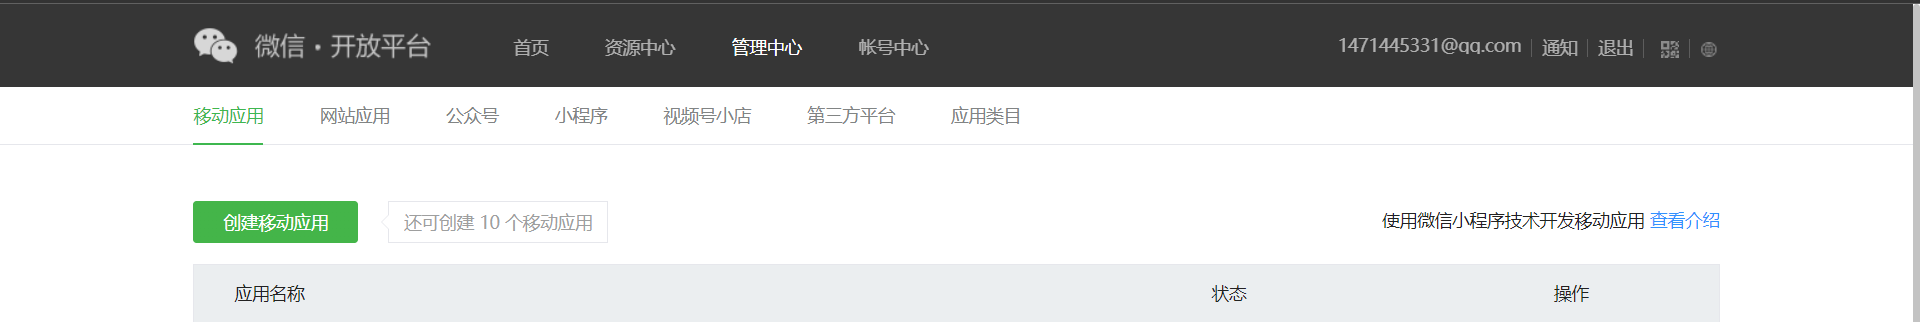 微信·开放平台 首页 资源中心 管理中心 帐号中心 1471445331@qq.com 通知 退出
移动应用 网站应用 公众号 小程序 视频号小店 第三方平台 应用类目
创建移动应用 还可创建 10 个移动应用 使用微信小程序技术开发移动应用 查看介绍
应用名称 状态 操作